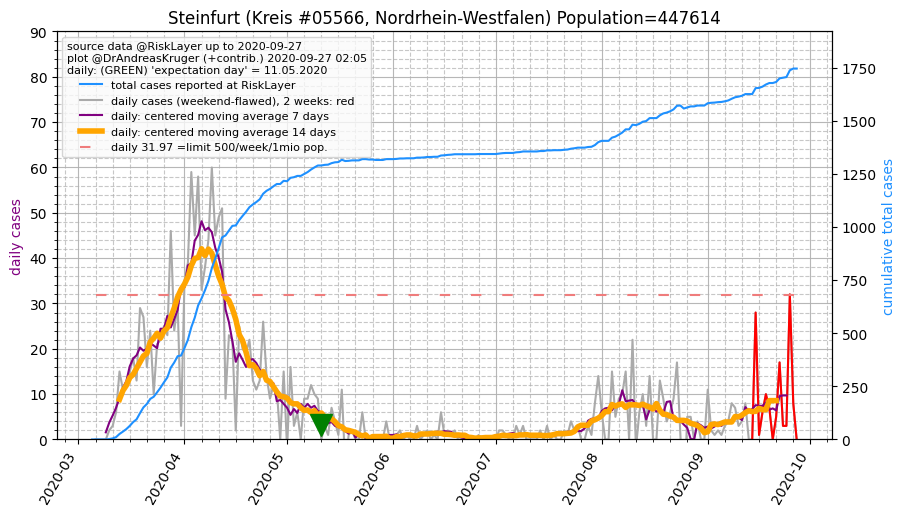 Steinfurt (Kreis #05566, Nordrhein-Westfalen) Population=447614
source data @RiskLayer up to 2020-09-27
plot @DrAndreasKruger (+contrib.) 2020-09-27 02:05
daily: (GREEN) 'expectation day' = 11.05.2020
total cases reported at RiskLayer
daily cases (weekend-flawed), 2 weeks: red
daily: centered moving average 7 days
daily: centered moving average 14 days
daily 31.97 =limit 500/week/1mio pop.
daily cases
90
80
70
60
50
40
30
20
10
0
cumulative total cases
1750
1500
1250
1000
750
500
250
0
2020-03
2020-04
2020-05
2020-06
2020-07
2020-08
2020-09
2020-10